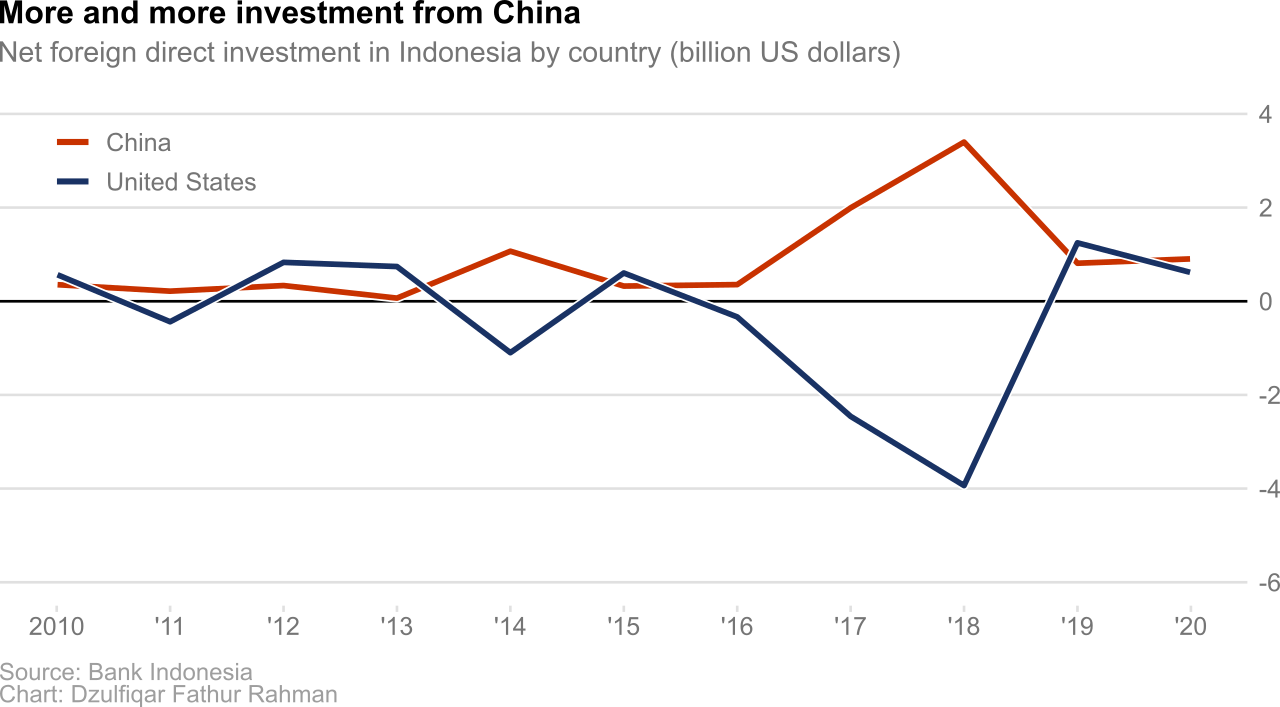 More and more investment from China
Net foreign direct investment in Indonesia by country (billion US dollars)
4
China
United States
2
0
-2
-4
-6
2010 '11 '12 '13 '14 '15 '16 '17 '18 '19 '20
Source: Bank Indonesia
Chart: Dzulfiqar Fathur Rahman